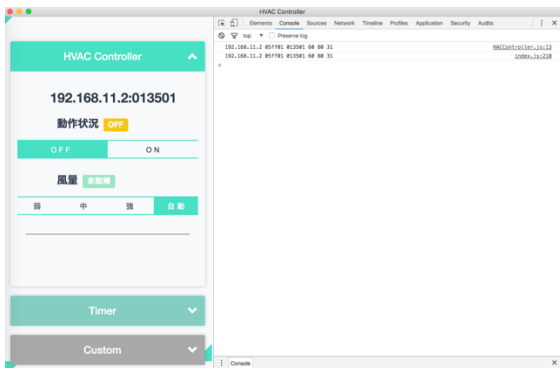 HVAC Controller
Elements Console Sources Network Timeline Profiles Application Security Audits
top Preserve log
192.168.11.2 05ff01 013501 60 80 31 HACController.js:13
192.168.11.2 05ff01 013501 60 80 31 index.js:210
HVAC Controller
192.168.11.2:013501
動作状況 OFF
OFF ON
風量 未取得
弱 中 強 自動
Timer
Custom
Console